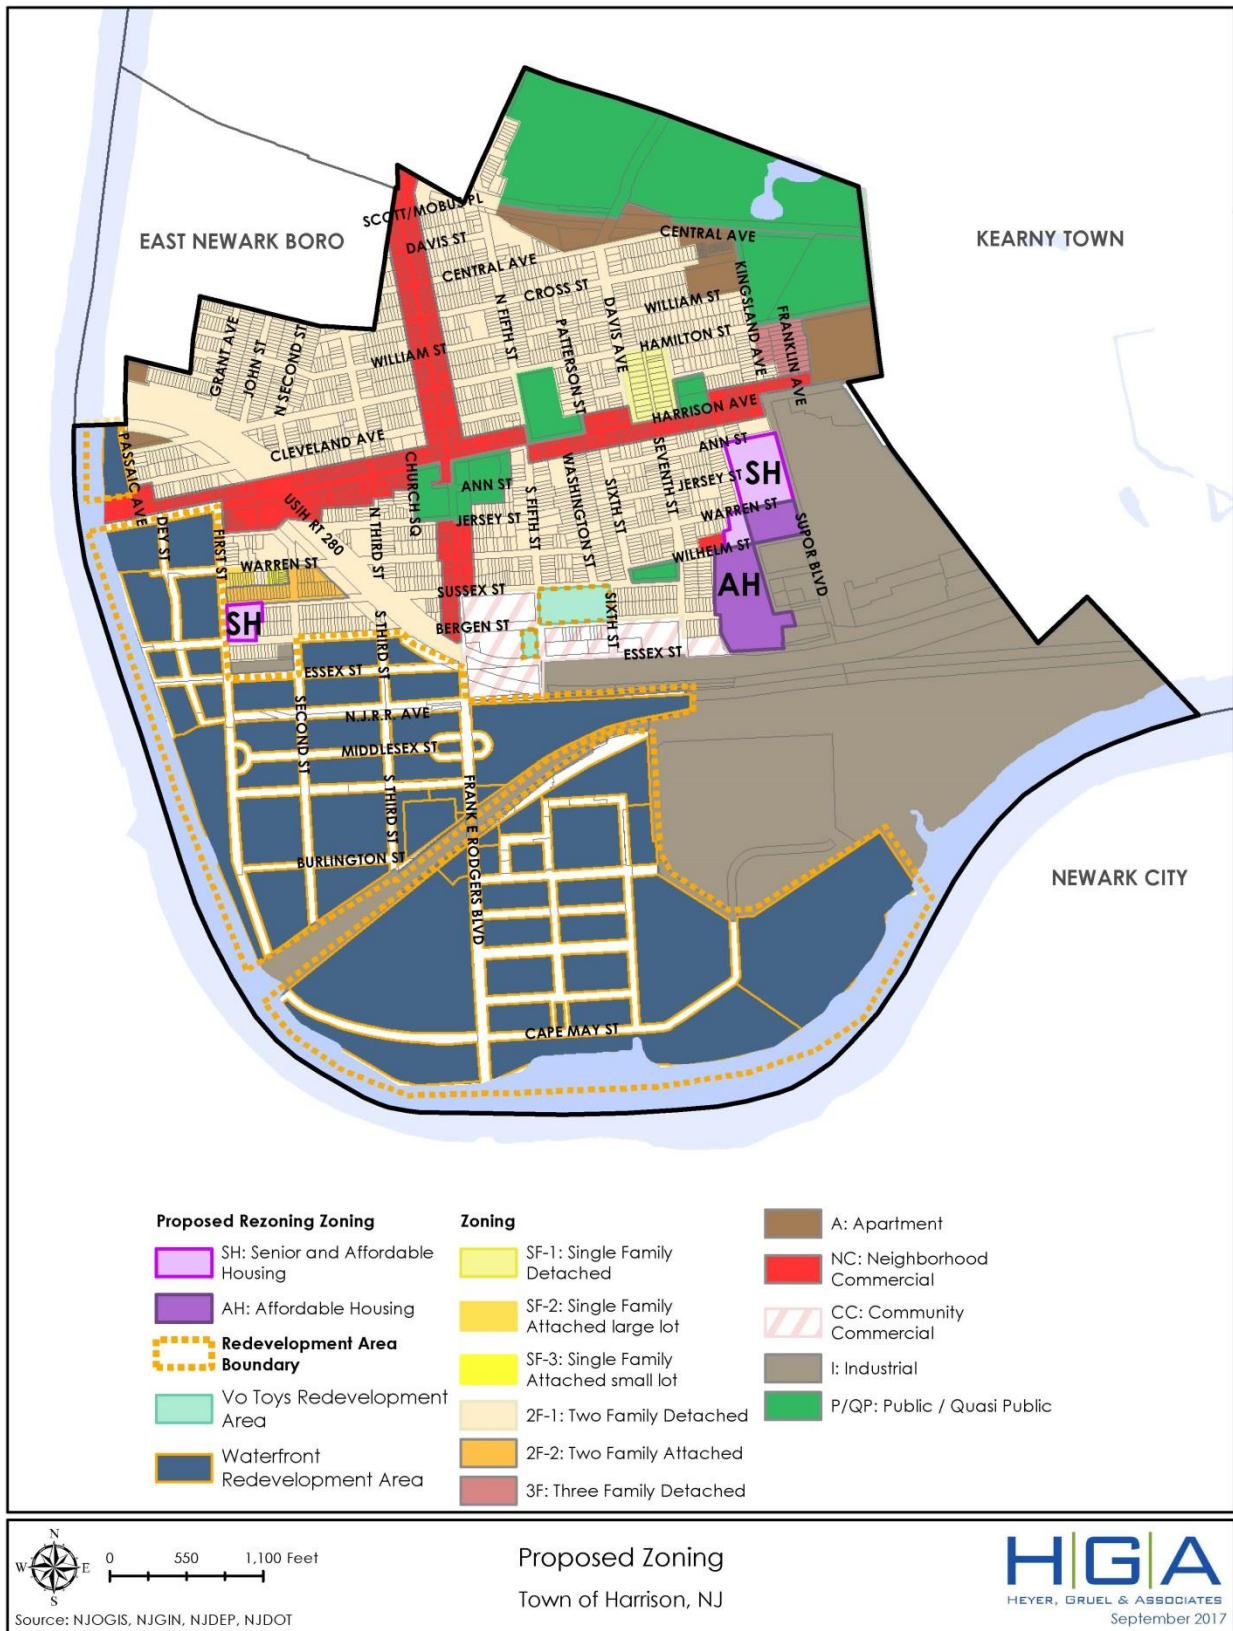 EAST NEWARK BORO
KEARNY TOWN
NEWARK CITY
SCOTT/MOBUS PL
DAVIS ST
CENTRAL AVE
CENTRAL AVE
CROSS ST
N FIFTH ST
PATTERSON ST
DAVIS AVE
WILLIAM ST
KINGSLAND AVE
FRANKLIN AVE
HAMILTON ST
GRANT AVE
JOHN ST
N SECOND ST
WILLIAM ST
HARRISON AVE
CLEVELAND AVE
PASSAIC AVE
CHURCH SQ
ANN ST
ANN ST
JERSEY ST
JERSEY ST
S FIFTH ST
WASHINGTON ST
SIXTH ST
SEVENTH ST
SH
WARREN ST
SUPOR BLVD
WILHELM ST
AH
DEY ST
FIRST ST
USIH RT 280
N THIRD ST
WARREN ST
SUSSEX ST
SH
BERGEN ST
SIXTH ST
ESSEX ST
S THIRD ST
ESSEX ST
SECOND ST
N.J.R.R. AVE
MIDDLESEX ST
S THIRD ST
FRANK E RODGERS BLVD
BURLINGTON ST
CAPE MAY ST
Proposed Rezoning Zoning
SH: Senior and Affordable
Housing
AH: Affordable Housing
Redevelopment Area
Boundary
Vo Toys Redevelopment
Area
Waterfront
Redevelopment Area
Zoning
SF-1: Single Family
Detached
SF-2: Single Family
Attached large lot
SF-3: Single Family
Attached small lot
2F-1: Two Family Detached
2F-2: Two Family Attached
3F: Three Family Detached
A: Apartment
NC: Neighborhood
Commercial
CC: Community
Commercial
I: Industrial
P/QP: Public / Quasi Public
N
W E
S
0 550 1,100 Feet
Source: NJOGIS, NJGIN, NJDEP, NJDOT
Proposed Zoning
Town of Harrison, NJ
H|G|A
HEYER, GRUEL & ASSOCIATES
September 2017